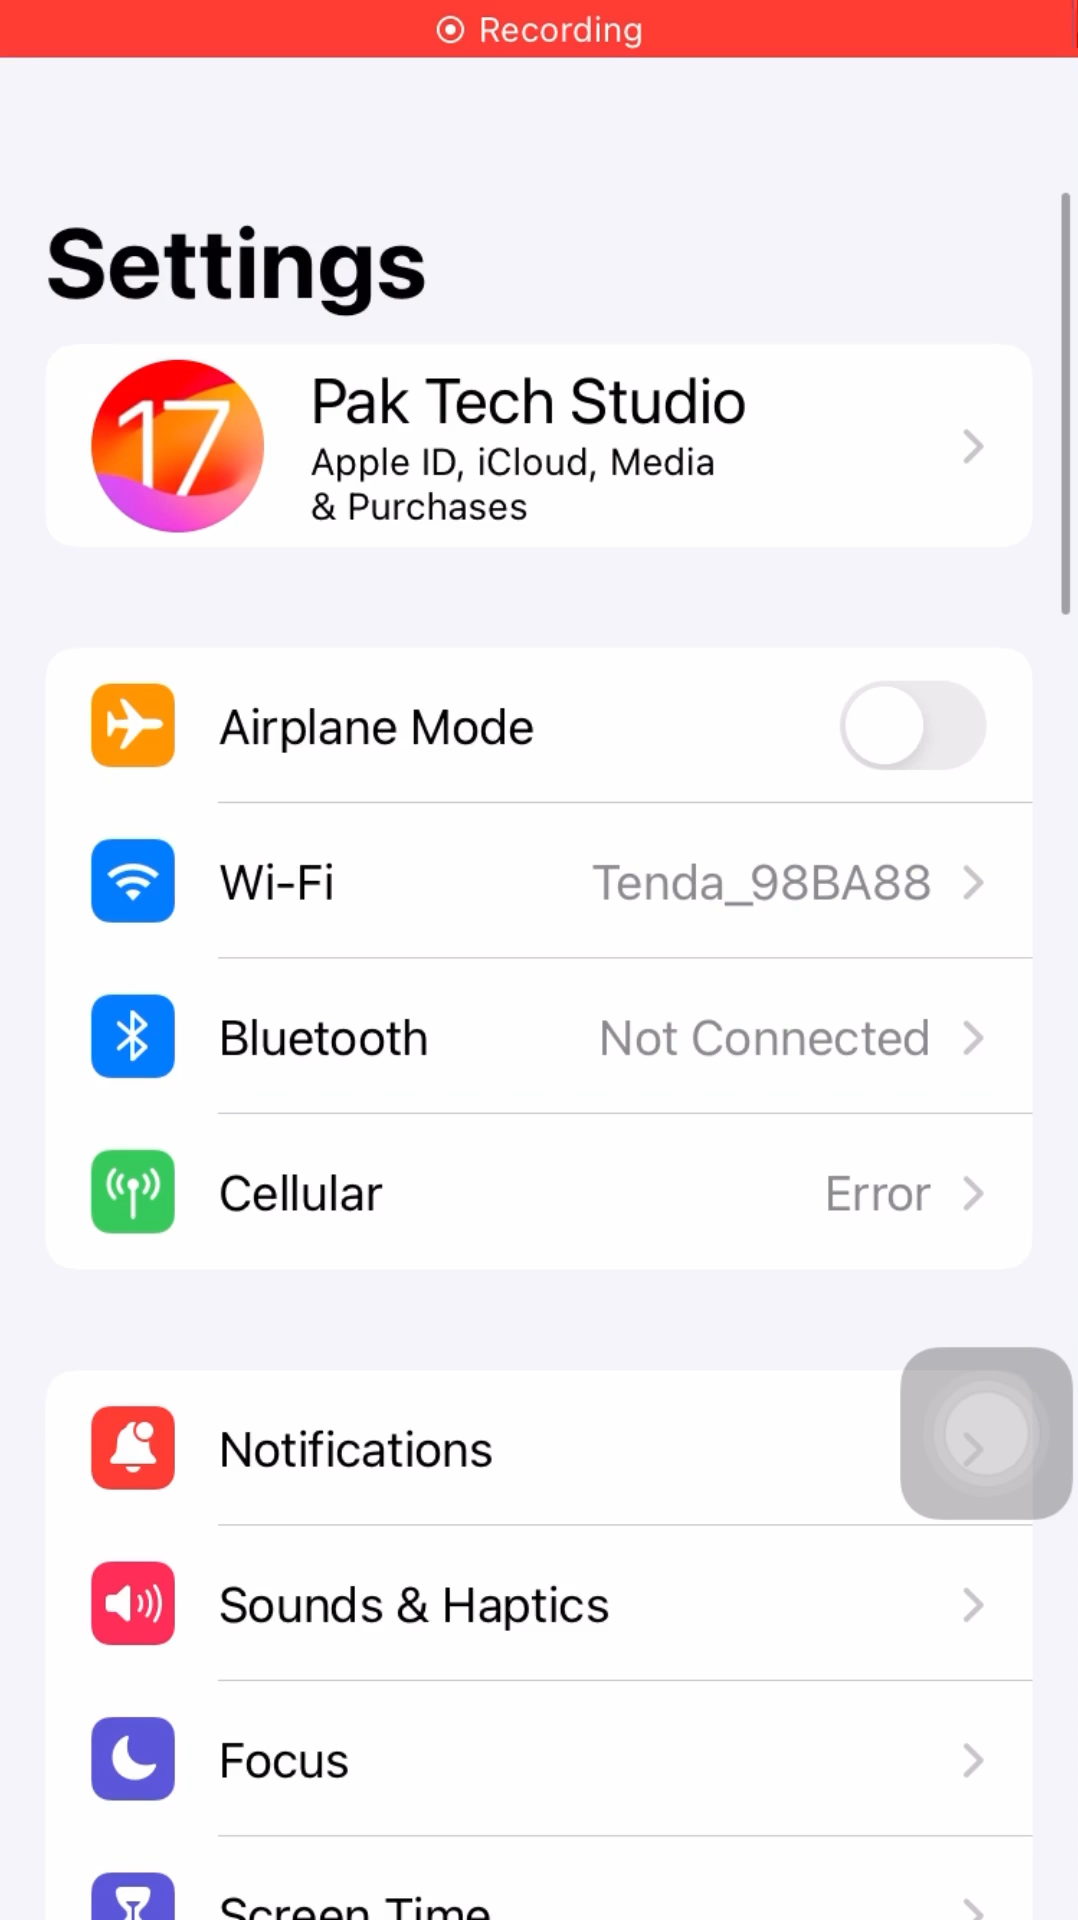 Recording
Settings
17
Pak Tech Studio
Apple ID, iCloud, Media
& Purchases
Airplane Mode
Wi-Fi Tenda_98BA88
Bluetooth Not Connected
Cellular Error
Notifications
Sounds & Haptics
Focus
Screen Time